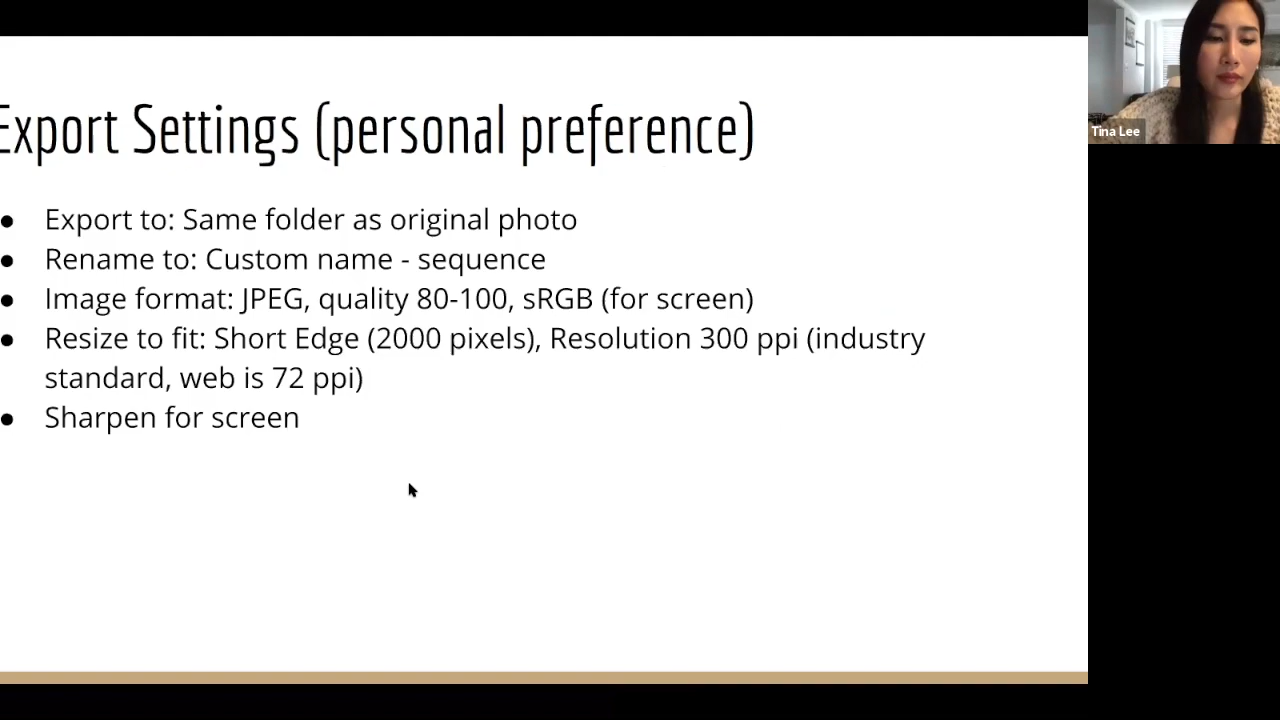 Export Settings (personal preference)
● Export to: Same folder as original photo
● Rename to: Custom name - sequence
● Image format: JPEG, quality 80-100, sRGB (for screen)
● Resize to fit: Short Edge (2000 pixels), Resolution 300 ppi (industry
standard, web is 72 ppi)
● Sharpen for screen
Tina Lee